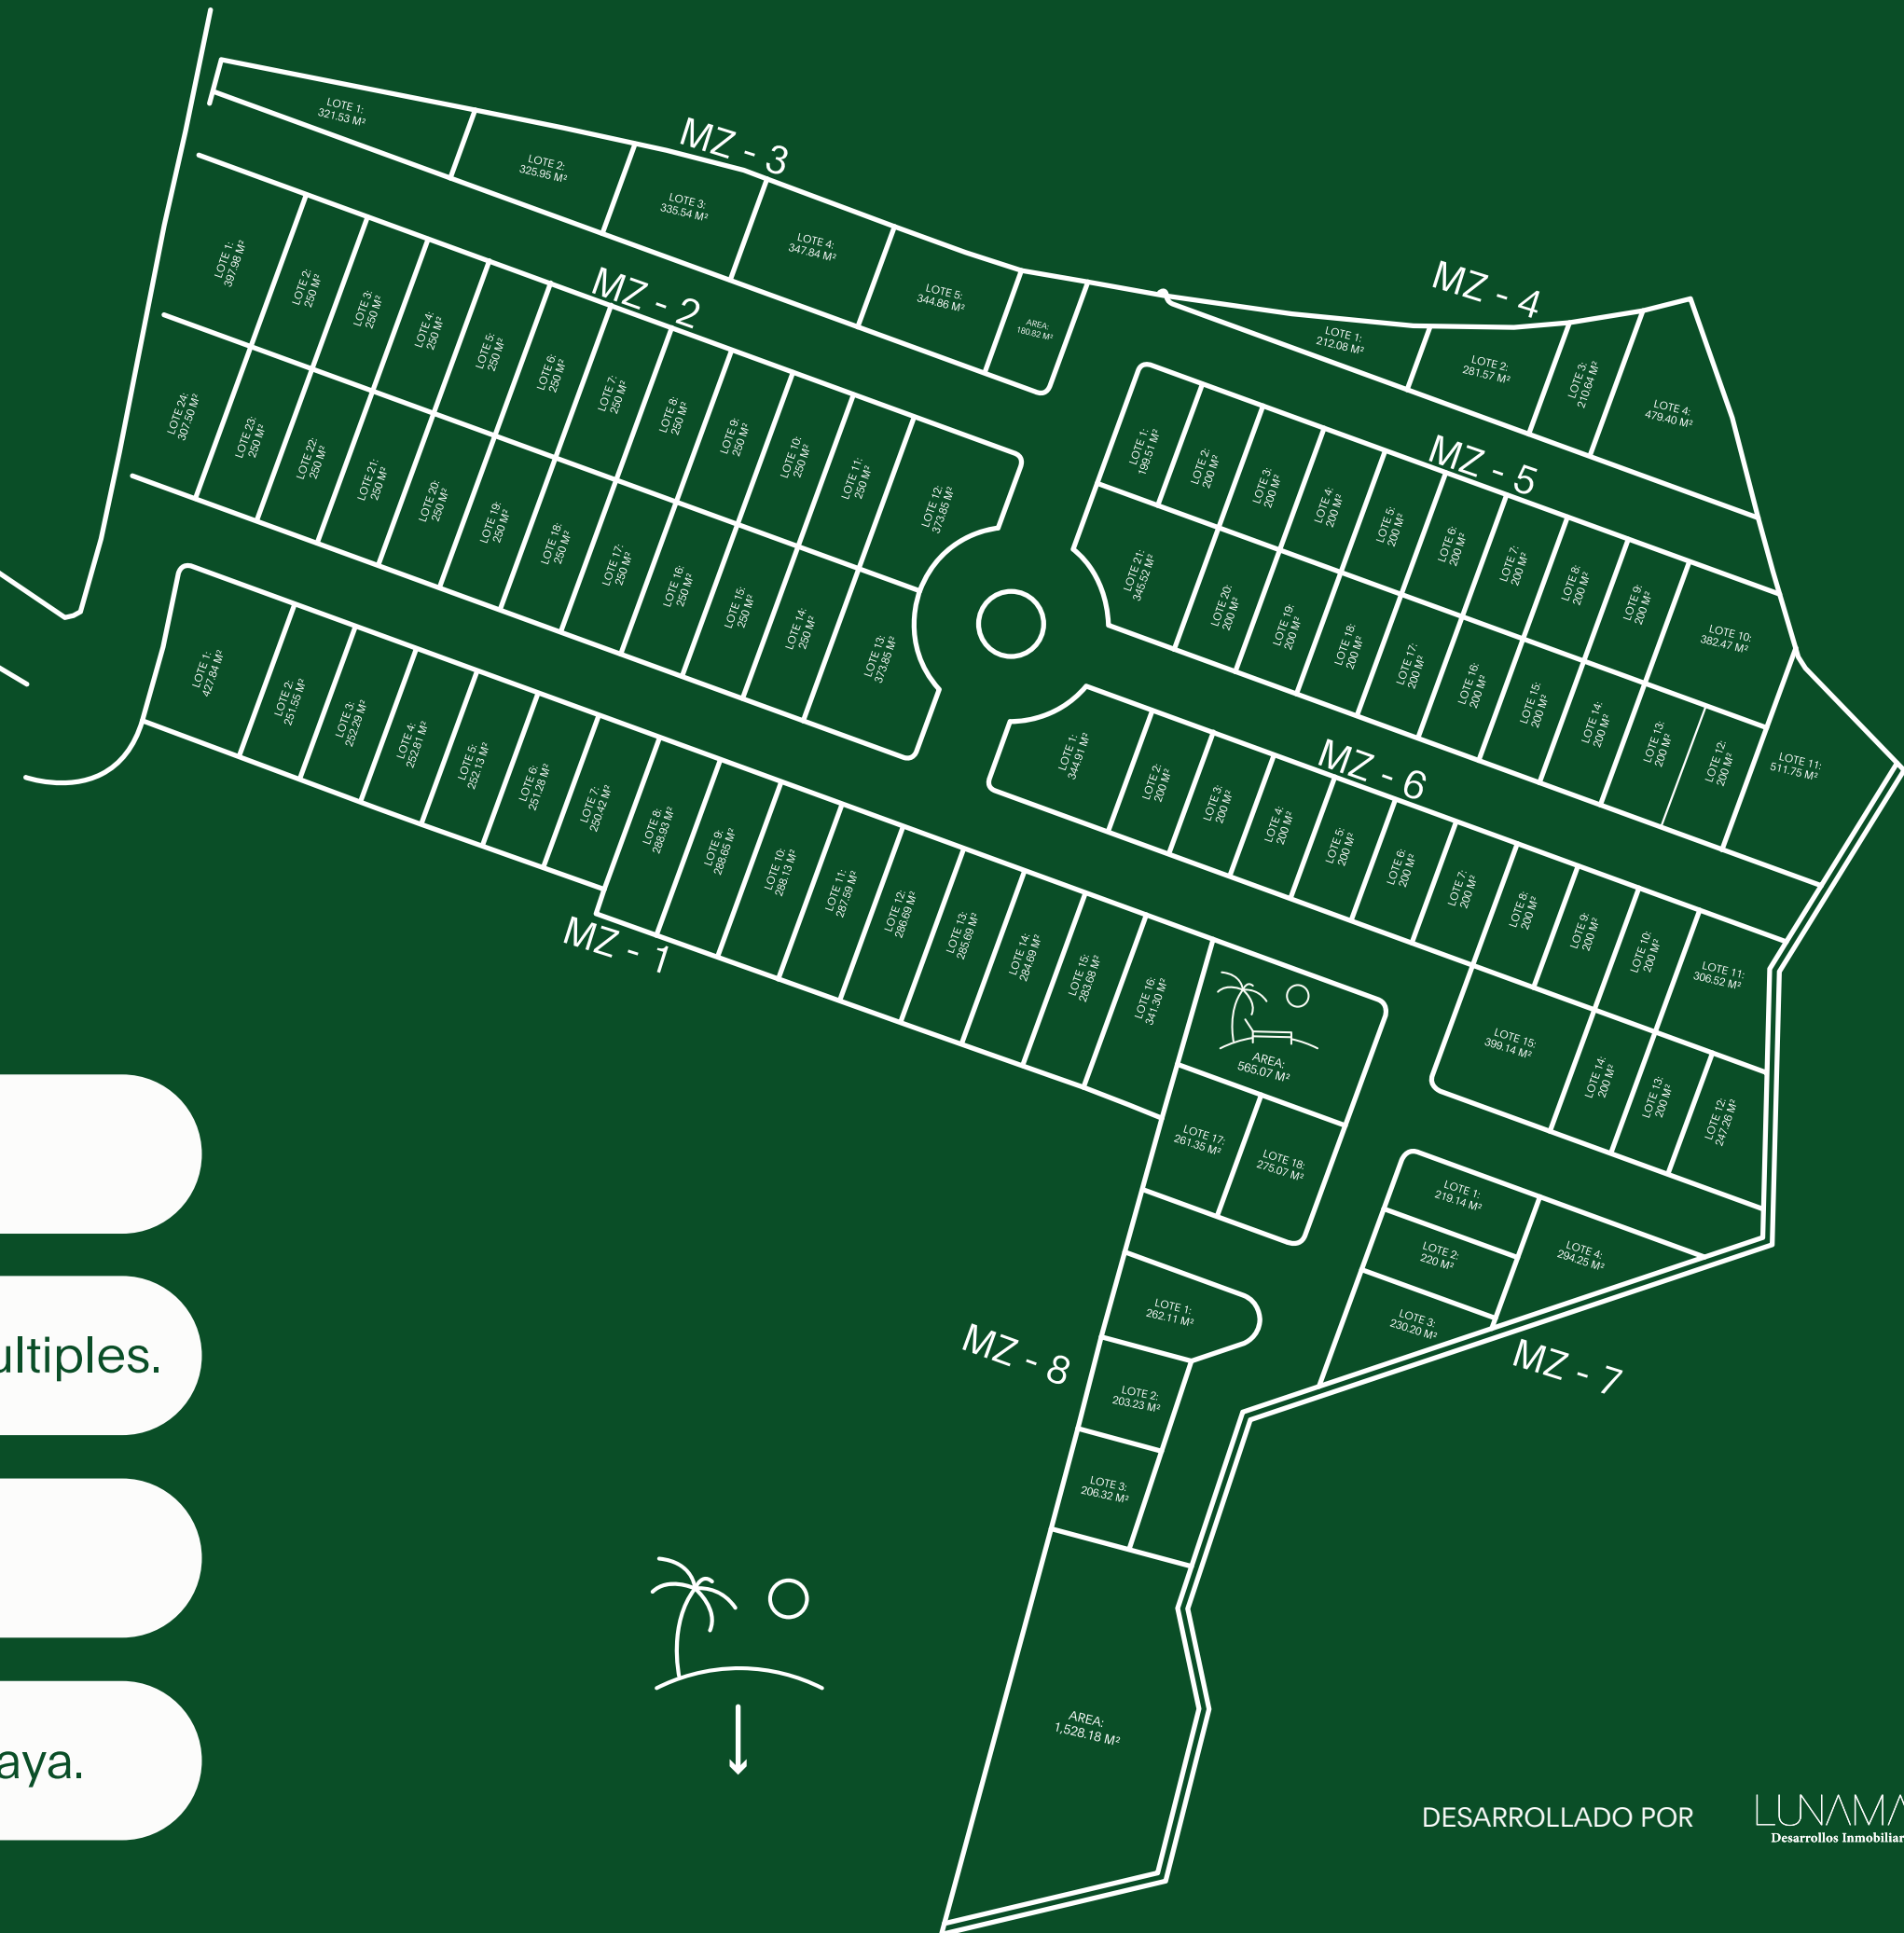 MZ - 3
LOTE 1:
321.53 M²
LOTE 2:
325.95 M²
LOTE 3:
335.54 M²
LOTE 4:
347.84 M²
LOTE 5:
344.86 M²
AREA:
180.82 M²
MZ - 4
LOTE 1:
212.08 M²
LOTE 2:
281.57 M²
LOTE 3:
210.64 M²
LOTE 4:
479.40 M²
MZ - 2
LOTE 1:
397.98 M²
LOTE 2:
250 M²
LOTE 3:
250 M²
LOTE 4:
250 M²
LOTE 5:
250 M²
LOTE 6:
250 M²
LOTE 7:
250 M²
LOTE 8:
250 M²
LOTE 9:
250 M²
LOTE 10:
250 M²
LOTE 11:
250 M²
LOTE 12:
373.85 M²
LOTE 24:
307.50 M²
LOTE 23:
250 M²
LOTE 22:
250 M²
LOTE 21:
250 M²
LOTE 20:
250 M²
LOTE 19:
250 M²
LOTE 18:
250 M²
LOTE 17:
250 M²
LOTE 16:
250 M²
LOTE 15:
250 M²
LOTE 14:
250 M²
LOTE 13:
373.85 M²
MZ - 5
LOTE 1:
199.51 M²
LOTE 2:
200 M²
LOTE 3:
200 M²
LOTE 4:
200 M²
LOTE 5:
200 M²
LOTE 6:
200 M²
LOTE 7:
200 M²
LOTE 8:
200 M²
LOTE 9:
200 M²
LOTE 10:
382.47 M²
LOTE 21:
345.52 M²
LOTE 20:
200 M²
LOTE 19:
200 M²
LOTE 18:
200 M²
LOTE 17:
200 M²
LOTE 16:
200 M²
LOTE 15:
200 M²
LOTE 14:
200 M²
LOTE 13:
200 M²
LOTE 12:
200 M²
LOTE 11:
511.75 M²
MZ - 1
LOTE 1:
427.84 M²
LOTE 2:
251.55 M²
LOTE 3:
252.29 M²
LOTE 4:
252.81 M²
LOTE 5:
252.13 M²
LOTE 6:
251.28 M²
LOTE 7:
250.42 M²
LOTE 8:
288.93 M²
LOTE 9:
288.65 M²
LOTE 10:
288.13 M²
LOTE 11:
287.59 M²
LOTE 12:
286.69 M²
LOTE 13:
285.69 M²
LOTE 14:
284.69 M²
LOTE 15:
283.68 M²
LOTE 16:
341.30 M²
AREA:
565.07 M²
LOTE 17:
261.35 M²
LOTE 18:
275.07 M²
MZ - 6
LOTE 1:
344.91 M²
LOTE 2:
200 M²
LOTE 3:
200 M²
LOTE 4:
200 M²
LOTE 5:
200 M²
LOTE 6:
200 M²
LOTE 7:
200 M²
LOTE 8:
200 M²
LOTE 9:
200 M²
LOTE 10:
200 M²
LOTE 11:
306.52 M²
LOTE 15:
399.14 M²
LOTE 14:
200 M²
LOTE 13:
200 M²
LOTE 12:
247.26 M²
MZ - 7
LOTE 1:
219.14 M²
LOTE 2:
220 M²
LOTE 3:
230.20 M²
LOTE 4:
294.25 M²
MZ - 8
LOTE 1:
262.11 M²
LOTE 2:
203.23 M²
LOTE 3:
206.32 M²
AREA:
1,528.18 M²
ultiples.
aya.
DESARROLLADO POR
LUNAMA
Desarrollos Inmobiliar